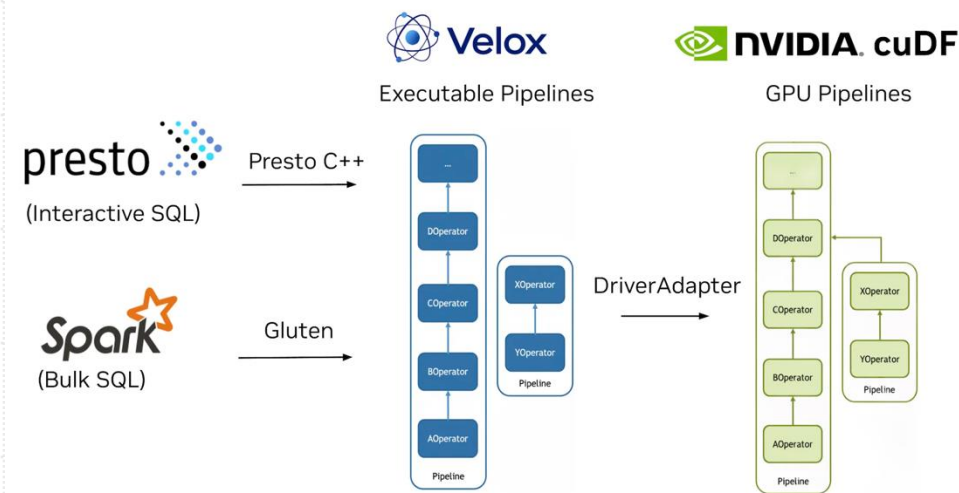 Velox
NVIDIA. cuDF
Executable Pipelines
GPU Pipelines
presto
(Interactive SQL)
Presto C++
Spark
(Bulk SQL)
Gluten
...
DOperator
COperator
BOperator
AOperator
Pipeline
XOperator
YOperator
Pipeline
DriverAdapter
...
DOperator
COperator
BOperator
AOperator
Pipeline
XOperator
YOperator
Pipeline